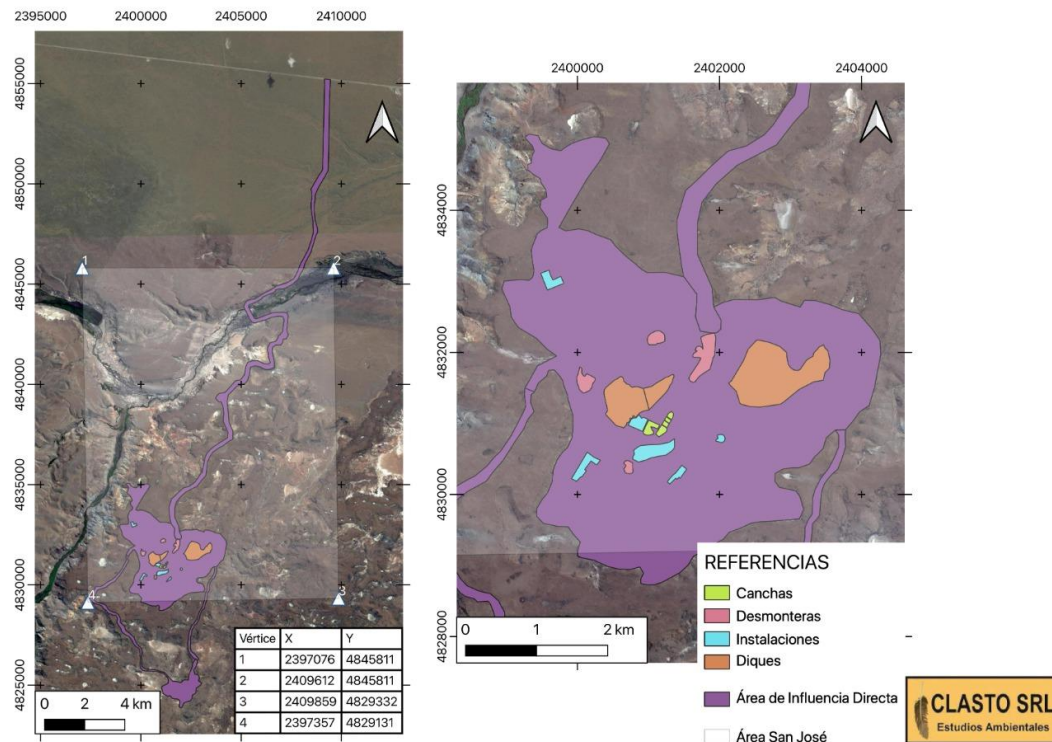 2395000 2400000 2405000 2410000
4855000
4850000
4845000
4840000
4835000
4830000
4825000
1
2
3
4
Vértice X Y
1 2397076 4845811
2 2409612 4845811
3 2409859 4829332
4 2397357 4829131
0 2 4 km
2400000 2402000 2404000
4834000
4832000
4830000
4828000
0 1 2 km
REFERENCIAS
Canchas
Desmonteras
Instalaciones
Diques
Área de Influencia Directa
Área San José
CLASTO SRL
Estudios Ambientales